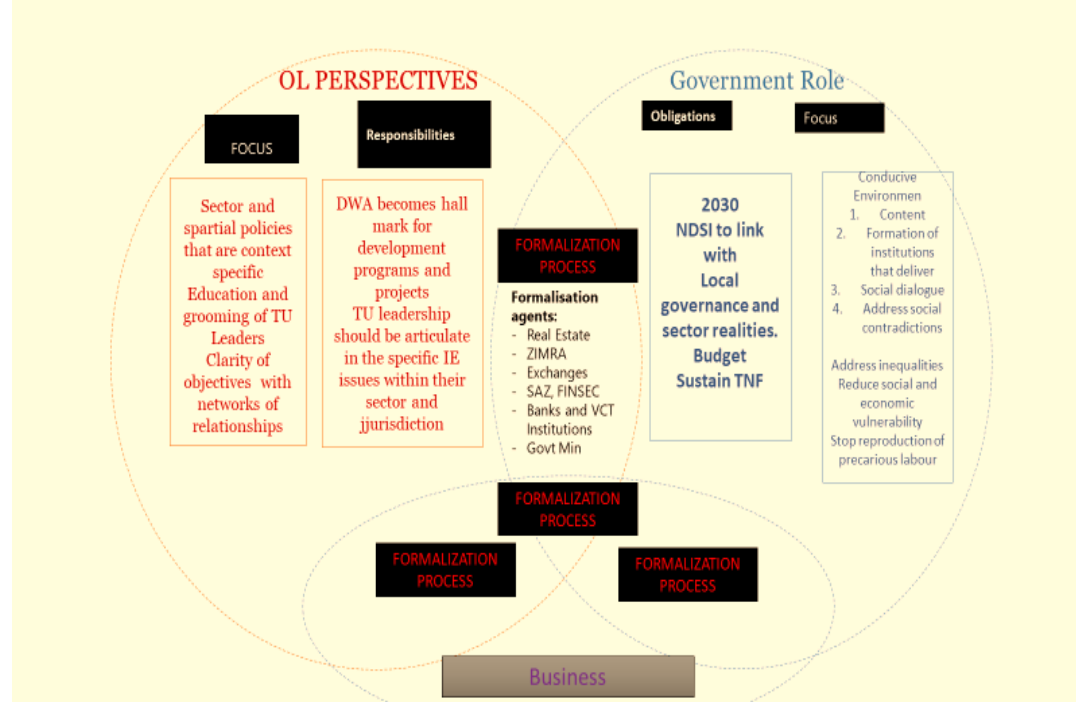 OL PERSPECTIVES
FOCUS
Responsibilities
Sector and
spartial policies
that are context
specific
Education and
grooming of TU
Leaders
Clarity of
objectives with
networks of
relationships
DWA becomes hall
mark for
development
programs and
projects
TU leadership
should be articulate
in the specific IE
issues within their
sector and
jjurisdiction
FORMALIZATION
PROCESS
Formalisation
agents:
- Real Estate
- ZIMRA
- Exchanges
- SAZ, FINSEC
- Banks and VCT
Institutions
- Govt Min
Government Role
Obligations
Focus
2030
NDSI to link
with
Local
governance and
sector realities.
Budget
Sustain TNF
Conducive
Environmen
1. Content
2. Formation of
institutions
that deliver
3. Social dialogue
4. Address social
contradictions
Address inequalities
Reduce social and
economic
vulnerability
Stop reproduction of
precarious labour
FORMALIZATION
PROCESS
FORMALIZATION
PROCESS
FORMALIZATION
PROCESS
Business